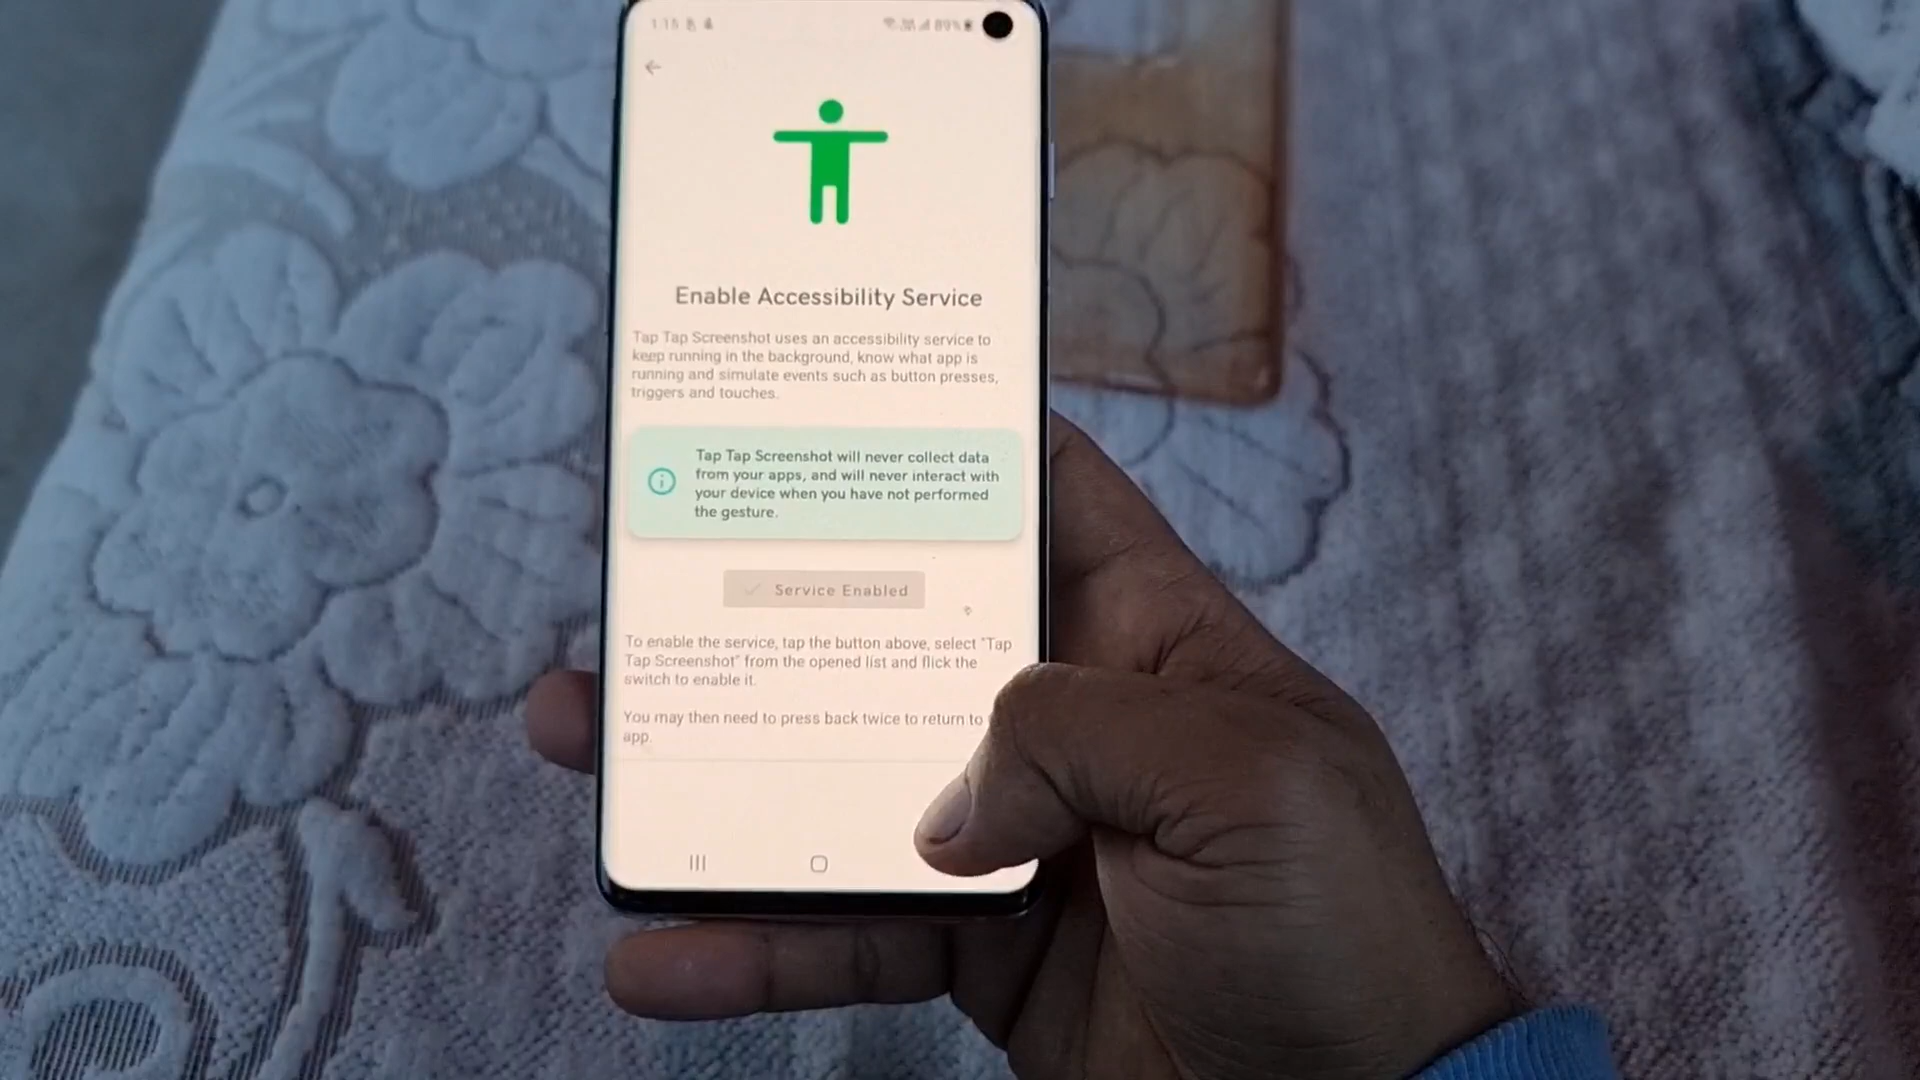 1:15
89%
Enable Accessibility Service
Tap Tap Screenshot uses an accessibility service to
keep running in the background, know what app is
running and simulate events such as button presses,
triggers and touches.
Tap Tap Screenshot will never collect data
from your apps, and will never interact with
your device when you have not performed
the gesture.
Service Enabled
To enable the service, tap the button above, select "Tap
Tap Screenshot" from the opened list and flick the
switch to enable it.
You may then need to press back twice to return to
app.